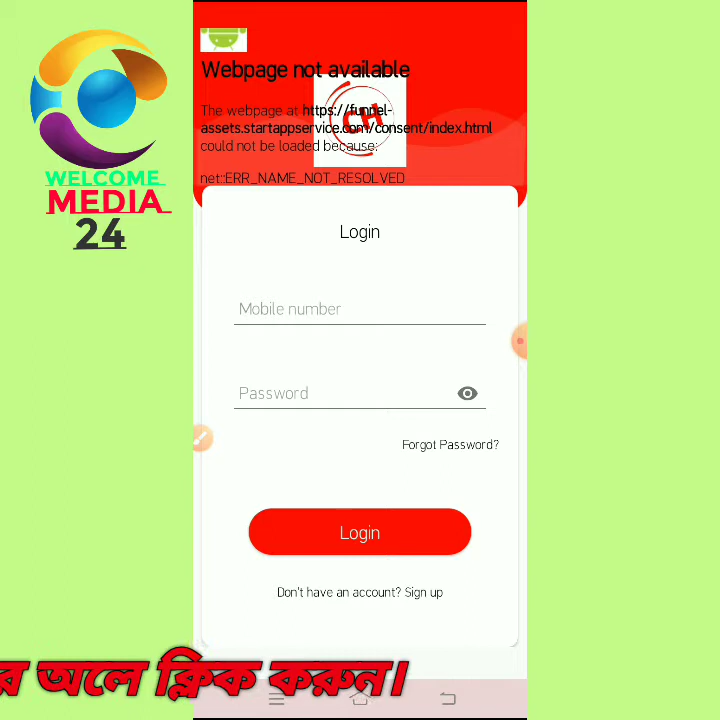 WELCOME
MEDIA
24
Webpage not available
The webpage at https://funnel-
assets.startappservice.com/consent/index.html
could not be loaded because:
net::ERR_NAME_NOT_RESOLVED
CH
Login
Mobile number
Password
Forgot Password?
Login
Don't have an account? Sign up
অলে ক্লিক করুন।